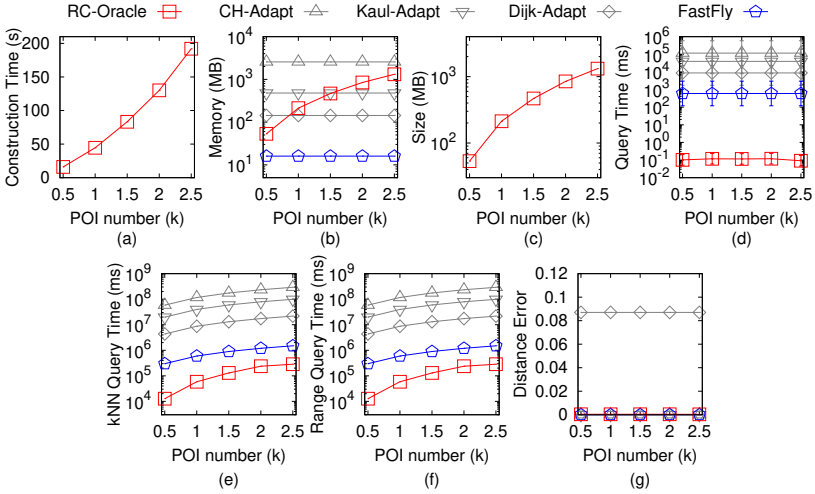 RC-Oracle CH-Adapt Kaul-Adapt Dijk-Adapt FastFly
Construction Time (s)
200
150
100
50
0
0.5 1 1.5 2 2.5
POI number (k)
(a)
Memory (MB)
10^4
10^3
10^2
10^1
0.5 1 1.5 2 2.5
POI number (k)
(b)
Size (MB)
10^3
10^2
0.5 1 1.5 2 2.5
POI number (k)
(c)
Query Time (ms)
10^6
10^5
10^4
10^3
10^2
10^1
10^0
10^-1
10^-2
0.5 1 1.5 2 2.5
POI number (k)
(d)
kNN Query Time (ms)
10^9
10^8
10^7
10^6
10^5
10^4
0.5 1 1.5 2 2.5
POI number (k)
(e)
Range Query Time (ms)
10^9
10^8
10^7
10^6
10^5
10^4
0.5 1 1.5 2 2.5
POI number (k)
(f)
Distance Error
0.12
0.1
0.08
0.06
0.04
0.02
0
0.5 1 1.5 2 2.5
POI number (k)
(g)